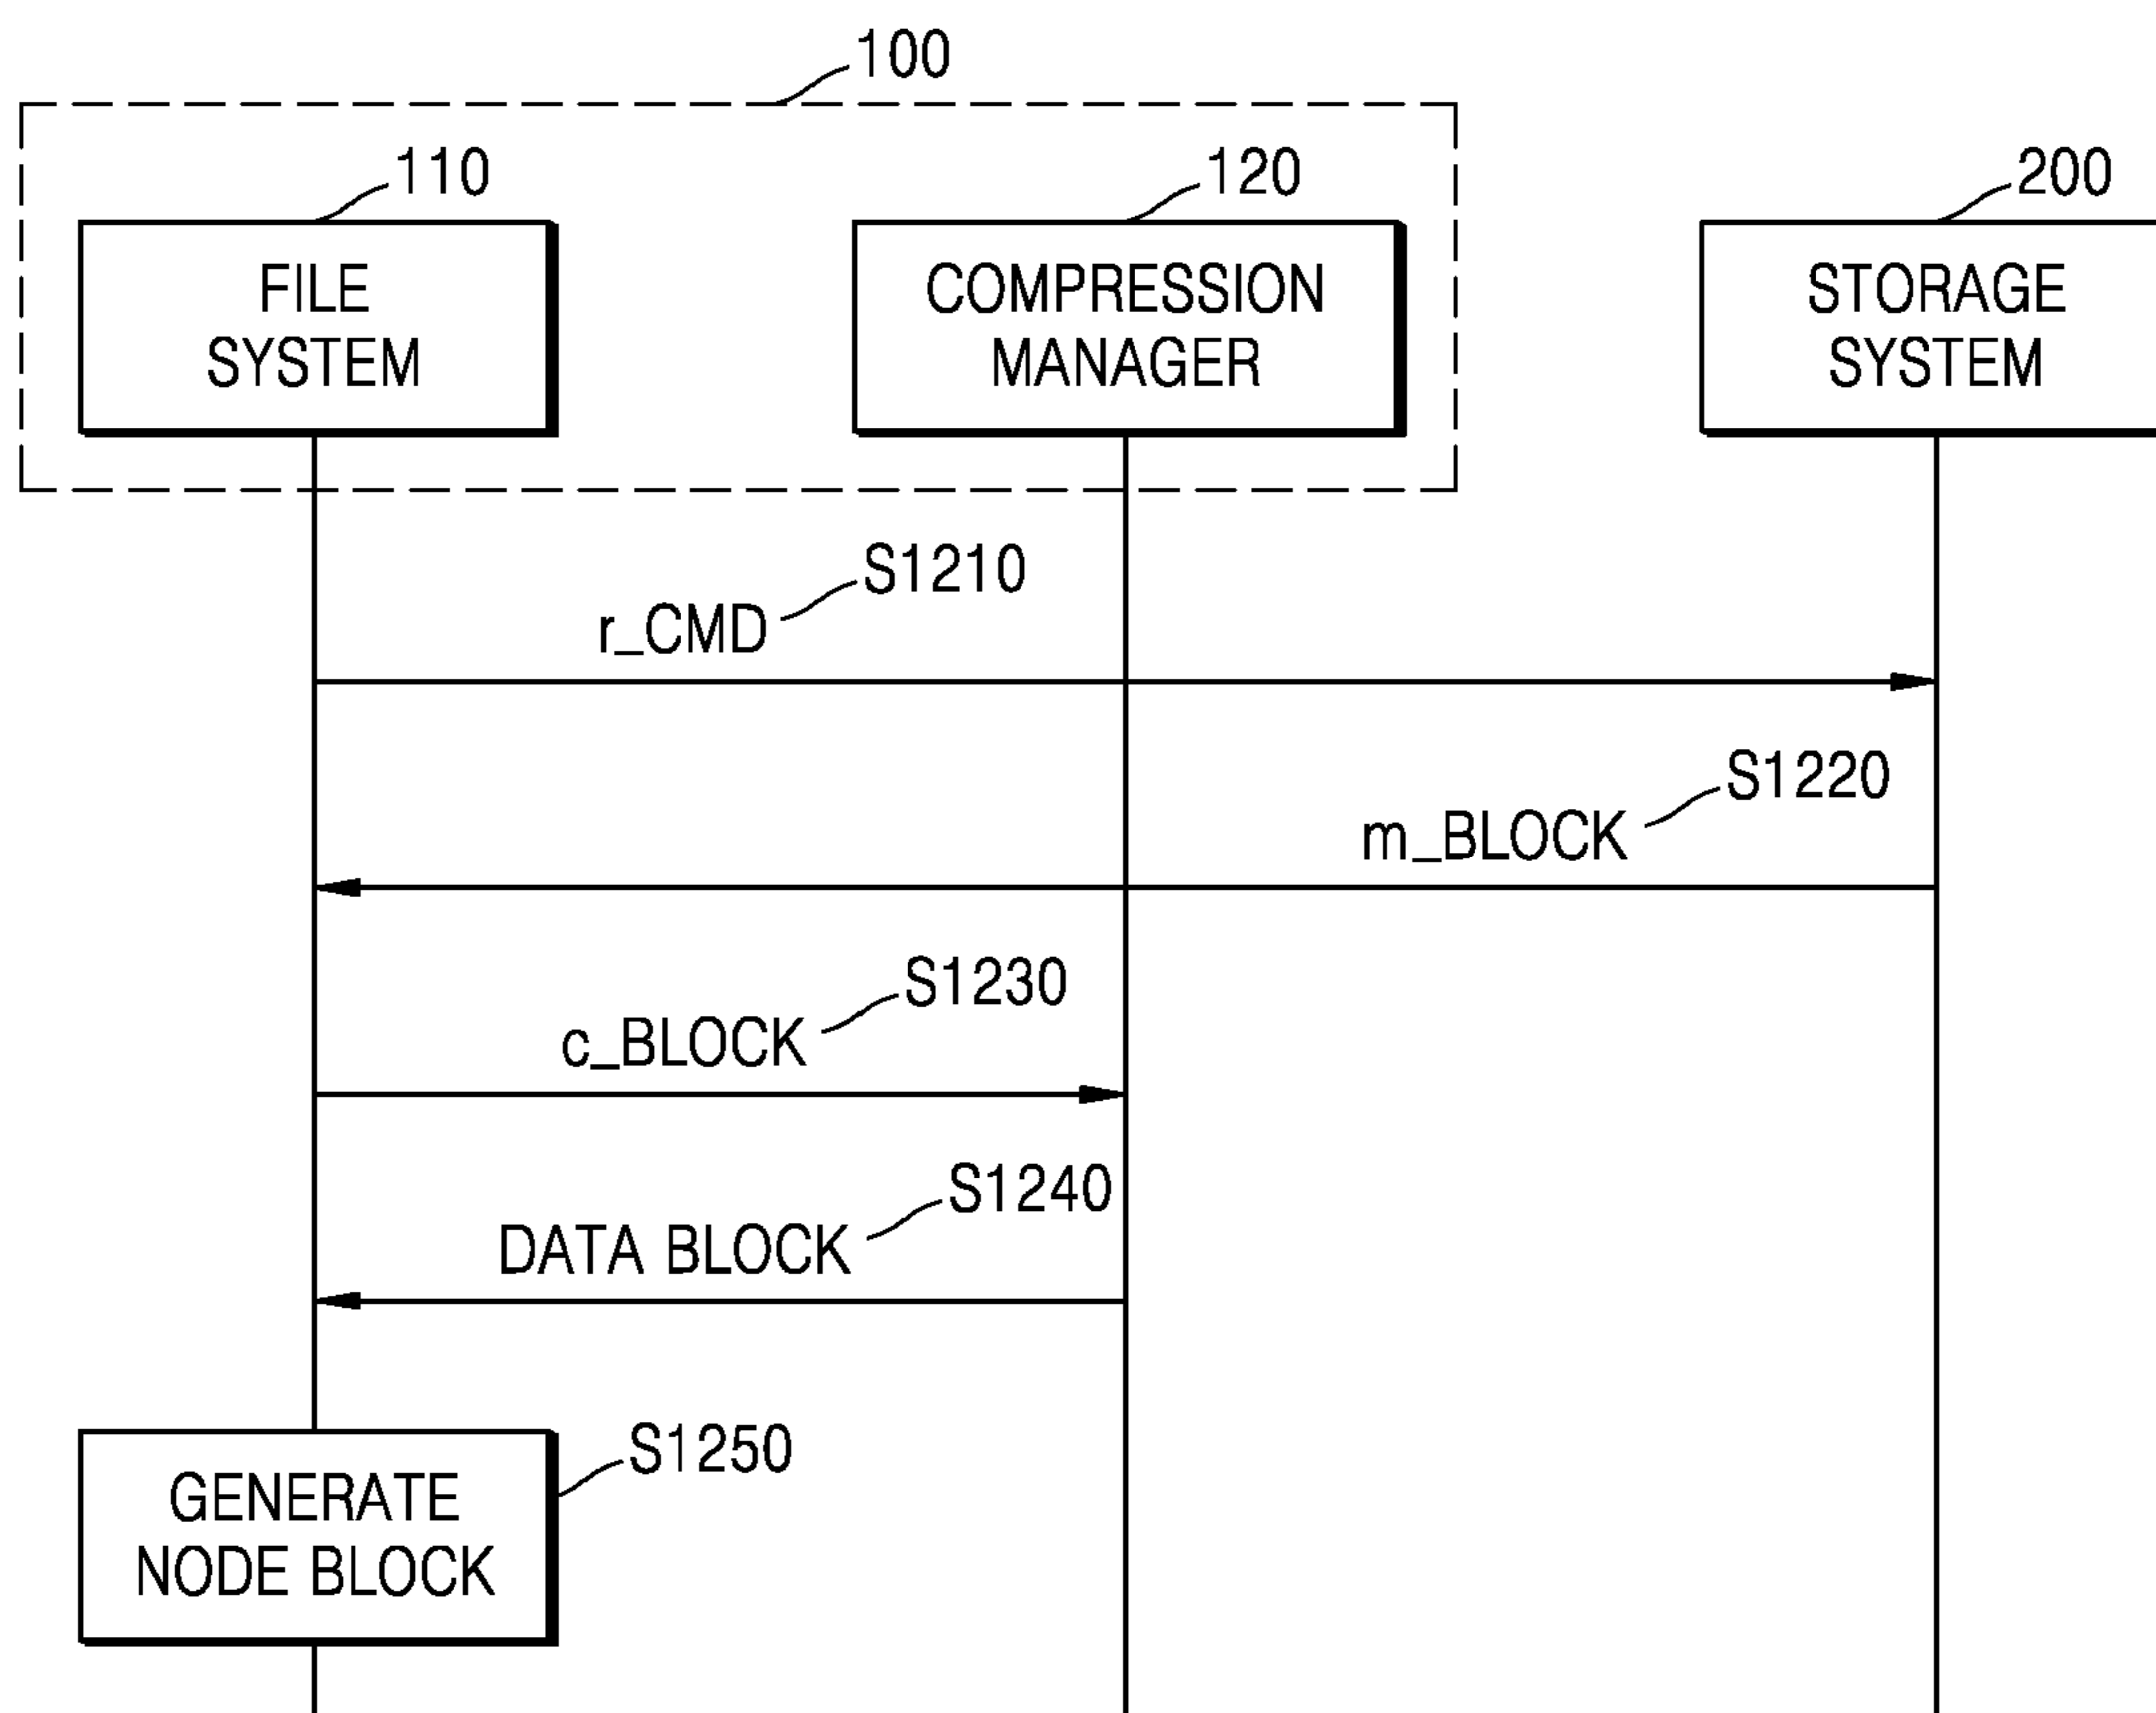 100
110
120
200
FILE
SYSTEM
COMPRESSION
MANAGER
STORAGE
SYSTEM
S1210
r_CMD
S1220
m_BLOCK
S1230
c_BLOCK
S1240
DATA BLOCK
S1250
GENERATE
NODE BLOCK